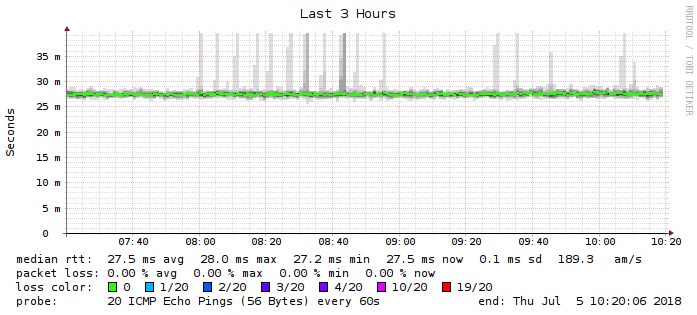 Last 3 Hours
RRDTOOL / TOBI OETIKER
Seconds
35 m
30 m
25 m
20 m
15 m
10 m
5 m
0
07:40 08:00 08:20 08:40 09:00 09:20 09:40 10:00 10:20
median rtt: 27.5 ms avg 28.0 ms max 27.2 ms min 27.5 ms now 0.1 ms sd 189.3 am/s
packet loss: 0.00 % avg 0.00 % max 0.00 % min 0.00 % now
loss color: 0 1/20 2/20 3/20 4/20 10/20 19/20
probe: 20 ICMP Echo Pings (56 Bytes) every 60s end: Thu Jul 5 10:20:06 2018